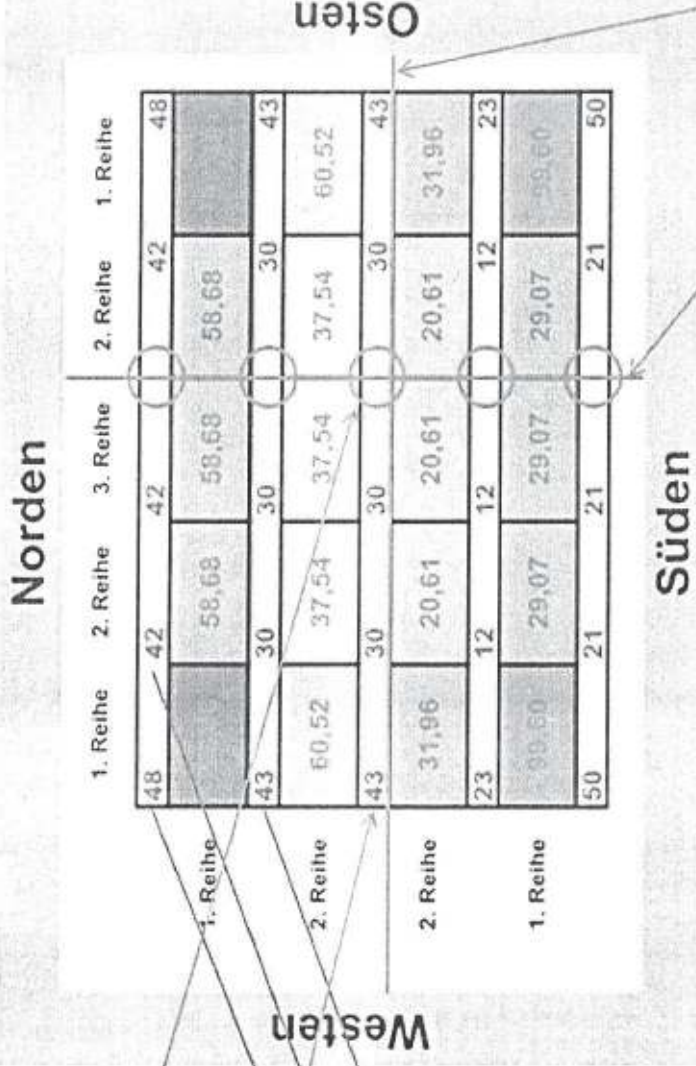 Norden
Osten
1. Reihe 2. Reihe 3. Reihe 2. Reihe 1. Reihe
48 42 42 42 48
1. Reihe 58,68 58,68 58,68
43 30 30 30 43
2. Reihe 60,52 37,54 37,54 37,54 60,52
43 30 30 30 43
2. Reihe 31,96 20,61 20,61 20,61 31,96
23 12 12 12 23
1. Reihe 99,60 29,07 29,07 29,07 99,60
50 21 21 21 50
Westen
Süden